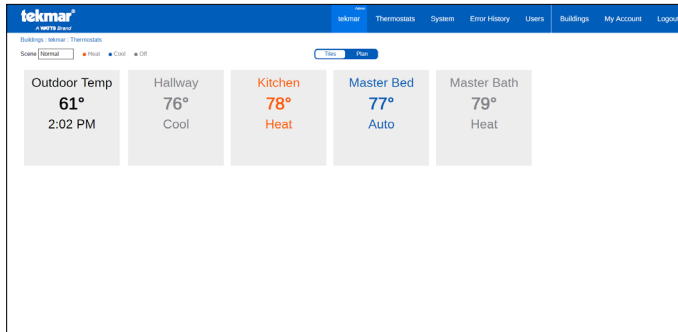 tekmar®
A WATTS Brand
tekmar
Thermostats
System
Error History
Users
Buildings
My Account
Logout
Buildings : tekmar : Thermostats
Scene Normal Heat Cool Off
Tiles Plan
Outdoor Temp
61°
2:02 PM
Hallway
76°
Cool
Kitchen
78°
Heat
Master Bed
77°
Auto
Master Bath
79°
Heat